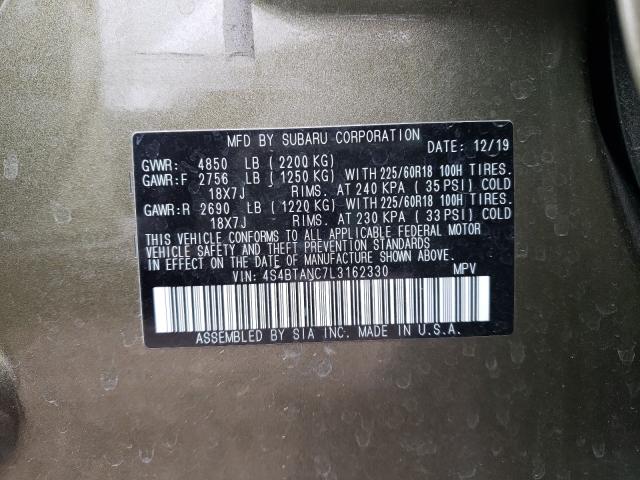 MFD BY SUBARU CORPORATION DATE: 12/19
GVWR: 4850 LB (2200 KG)
GAWR:F 2756 LB (1250 KG) WITH 225/60R18 100H TIRES.
18X7J RIMS. AT 240 KPA (35 PSI) COLD
GAWR:R 2690 LB (1220 KG) WITH 225/60R18 100H TIRES.
18X7J RIMS. AT 230 KPA (33 PSI) COLD
THIS VEHICLE CONFORMS TO ALL APPLICABLE FEDERAL MOTOR
VEHICLE SAFETY AND THEFT PREVENTION STANDARDS
IN EFFECT ON THE DATE OF MANUFACTURE SHOWN ABOVE.
VIN: 4S4BTANC7L3162330 MPV
ASSEMBLED BY SIA INC. MADE IN U.S.A.